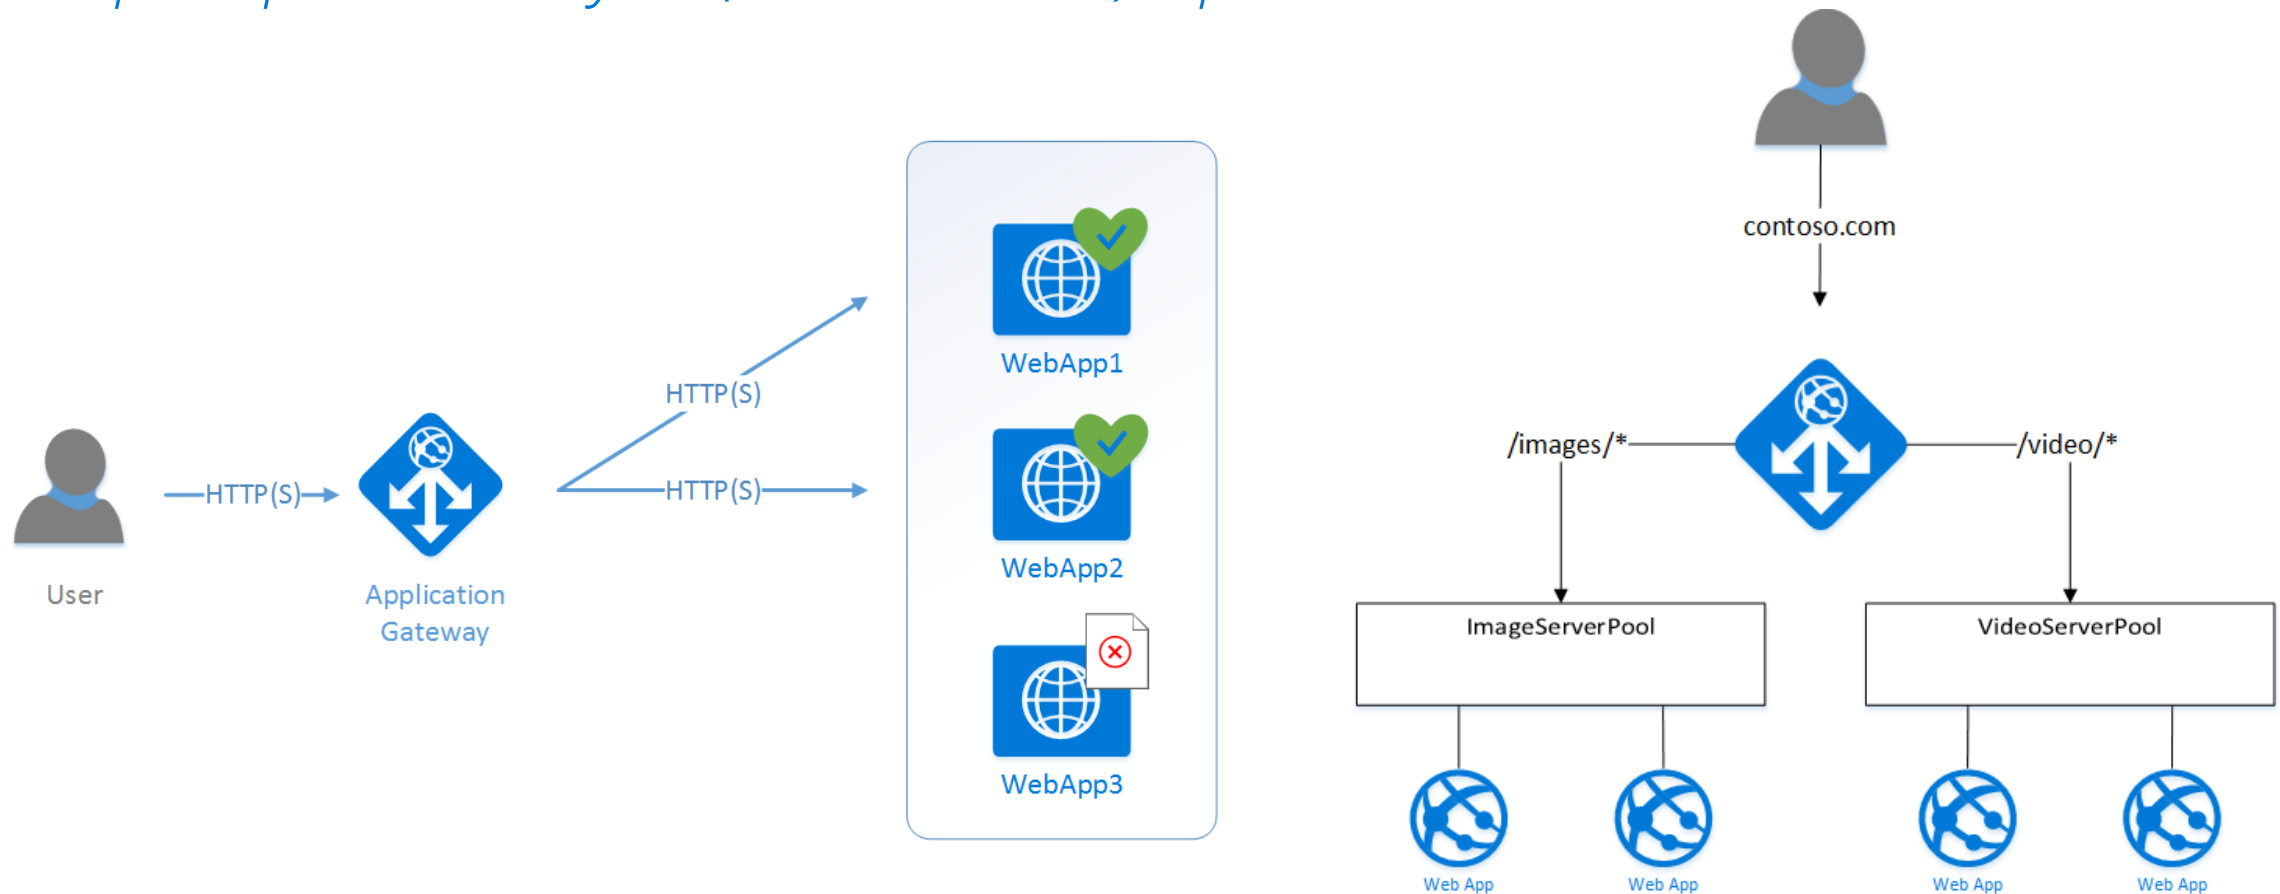 User
HTTP(S)
Application
Gateway
HTTP(S)
HTTP(S)
WebApp1
WebApp2
WebApp3
contoso.com
/images/*
/video/*
ImageServerPool
VideoServerPool
Web App
Web App
Web App
Web App